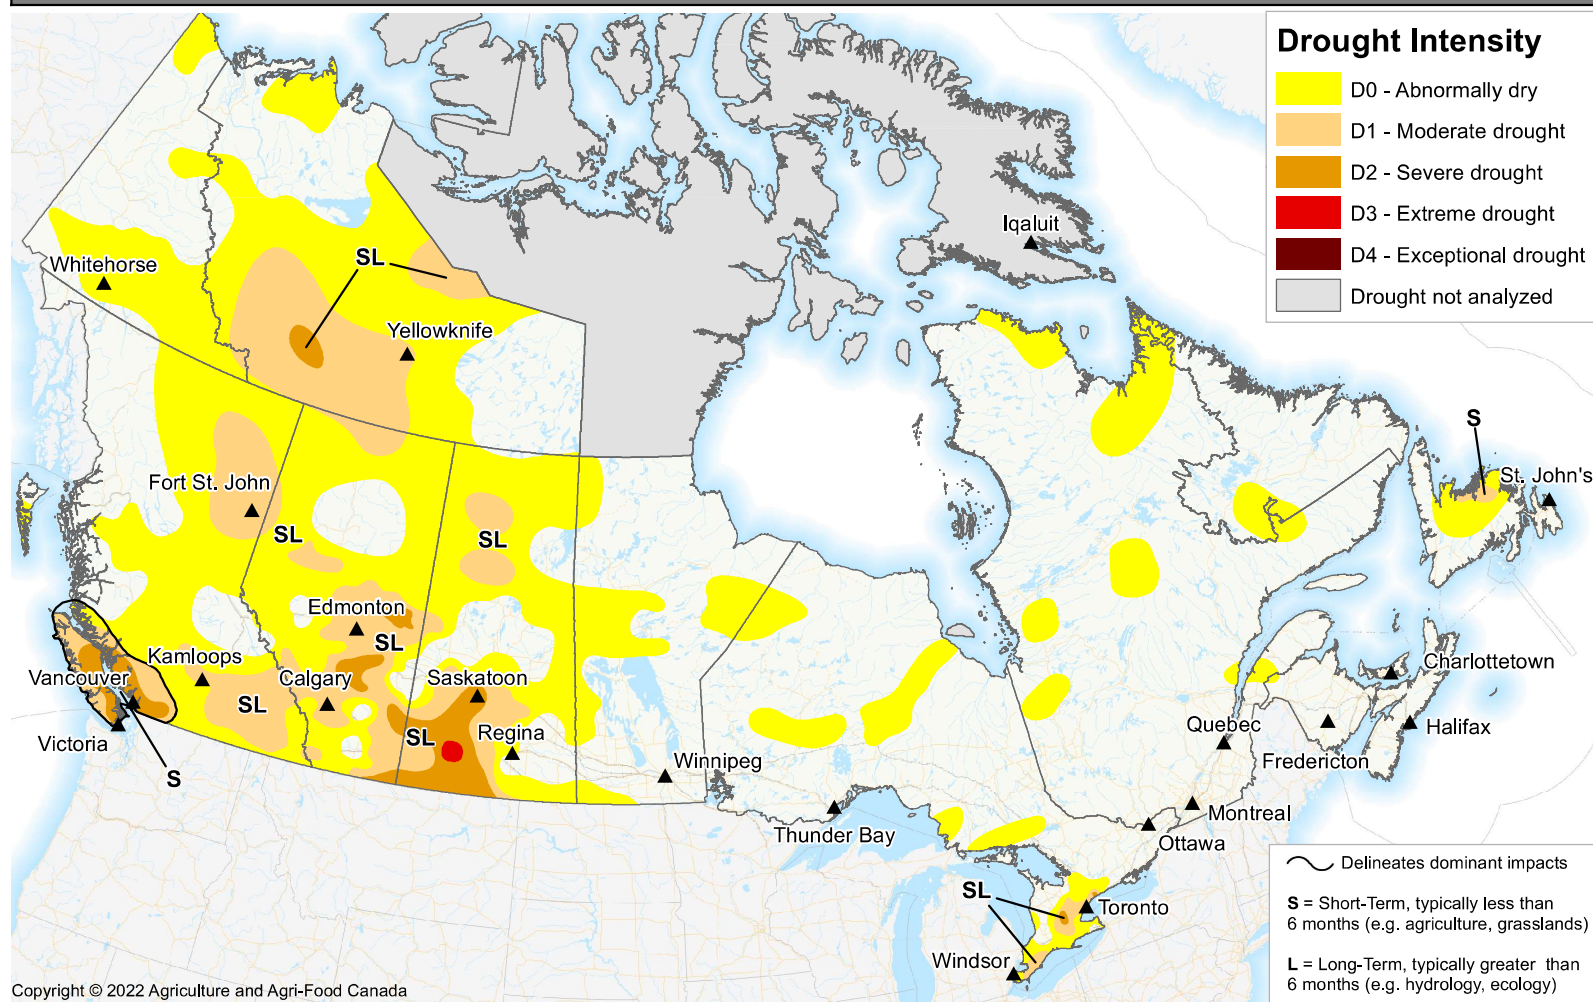 Drought Intensity
D0 - Abnormally dry
D1 - Moderate drought
D2 - Severe drought
D3 - Extreme drought
D4 - Exceptional drought
Drought not analyzed
Iqaluit
SL
Whitehorse
Yellowknife
S
St. John's
Fort St. John
SL
SL
Edmonton
SL
Kamloops
Vancouver
Calgary
Saskatoon
SL
SL
Regina
Victoria
S
Winnipeg
Charlottetown
Quebec
Halifax
Fredericton
Thunder Bay
Montreal
Ottawa
SL
Toronto
Windsor
Delineates dominant impacts
S = Short-Term, typically less than
6 months (e.g. agriculture, grasslands)
L = Long-Term, typically greater than
6 months (e.g. hydrology, ecology)
Copyright © 2022 Agriculture and Agri-Food Canada